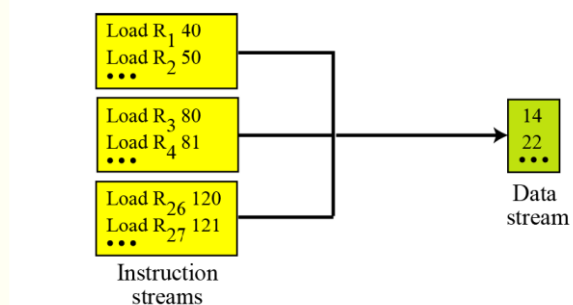 Load R1 40
Load R2 50
•••
Load R3 80
Load R4 81
•••
Load R26 120
Load R27 121
•••
Instruction
streams
14
22
•••
Data
stream